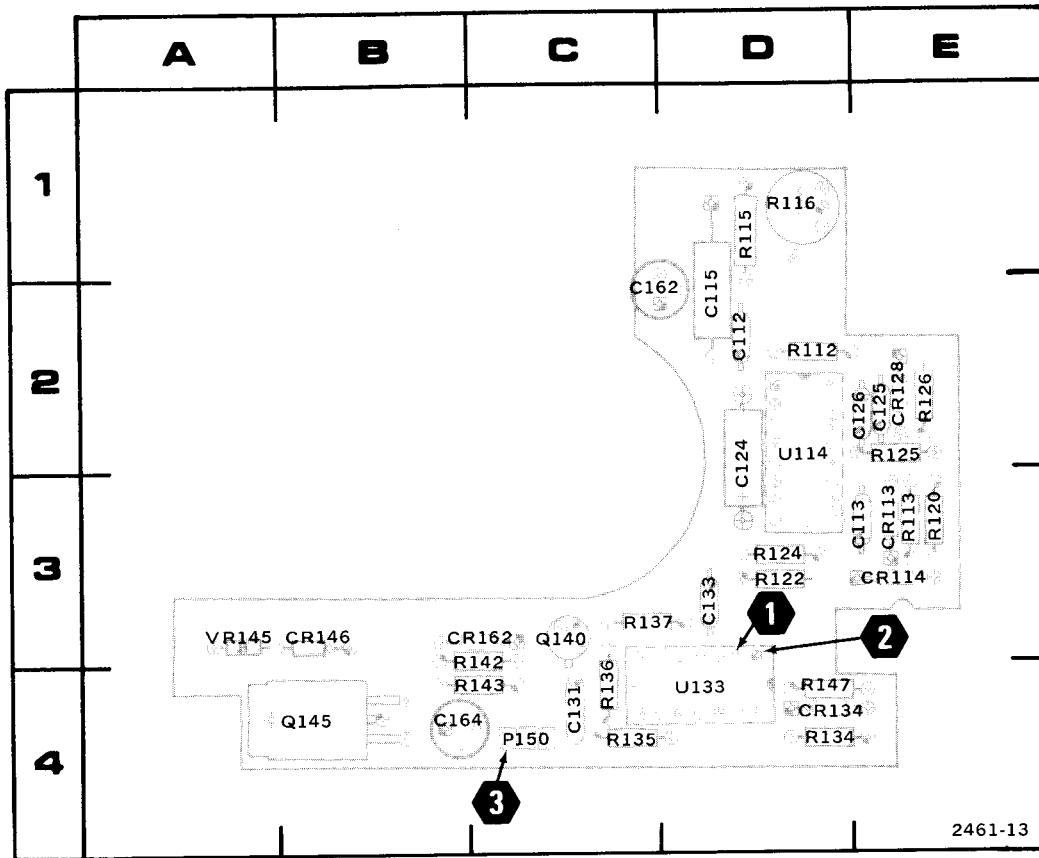 A B C D E
1
R116
R115
C162
C115
C112
R112
2
CR128
R126
C126
C125
U114
R125
C124
CR113
R113
R120
C113
3
R124
R122
CR114
C133
1
R137
2
VR145
CR146
CR162
Q140
R142
R136
U133
R147
R143
C131
CR134
Q145
C164
P150
R135
R134
4
3
2461-13